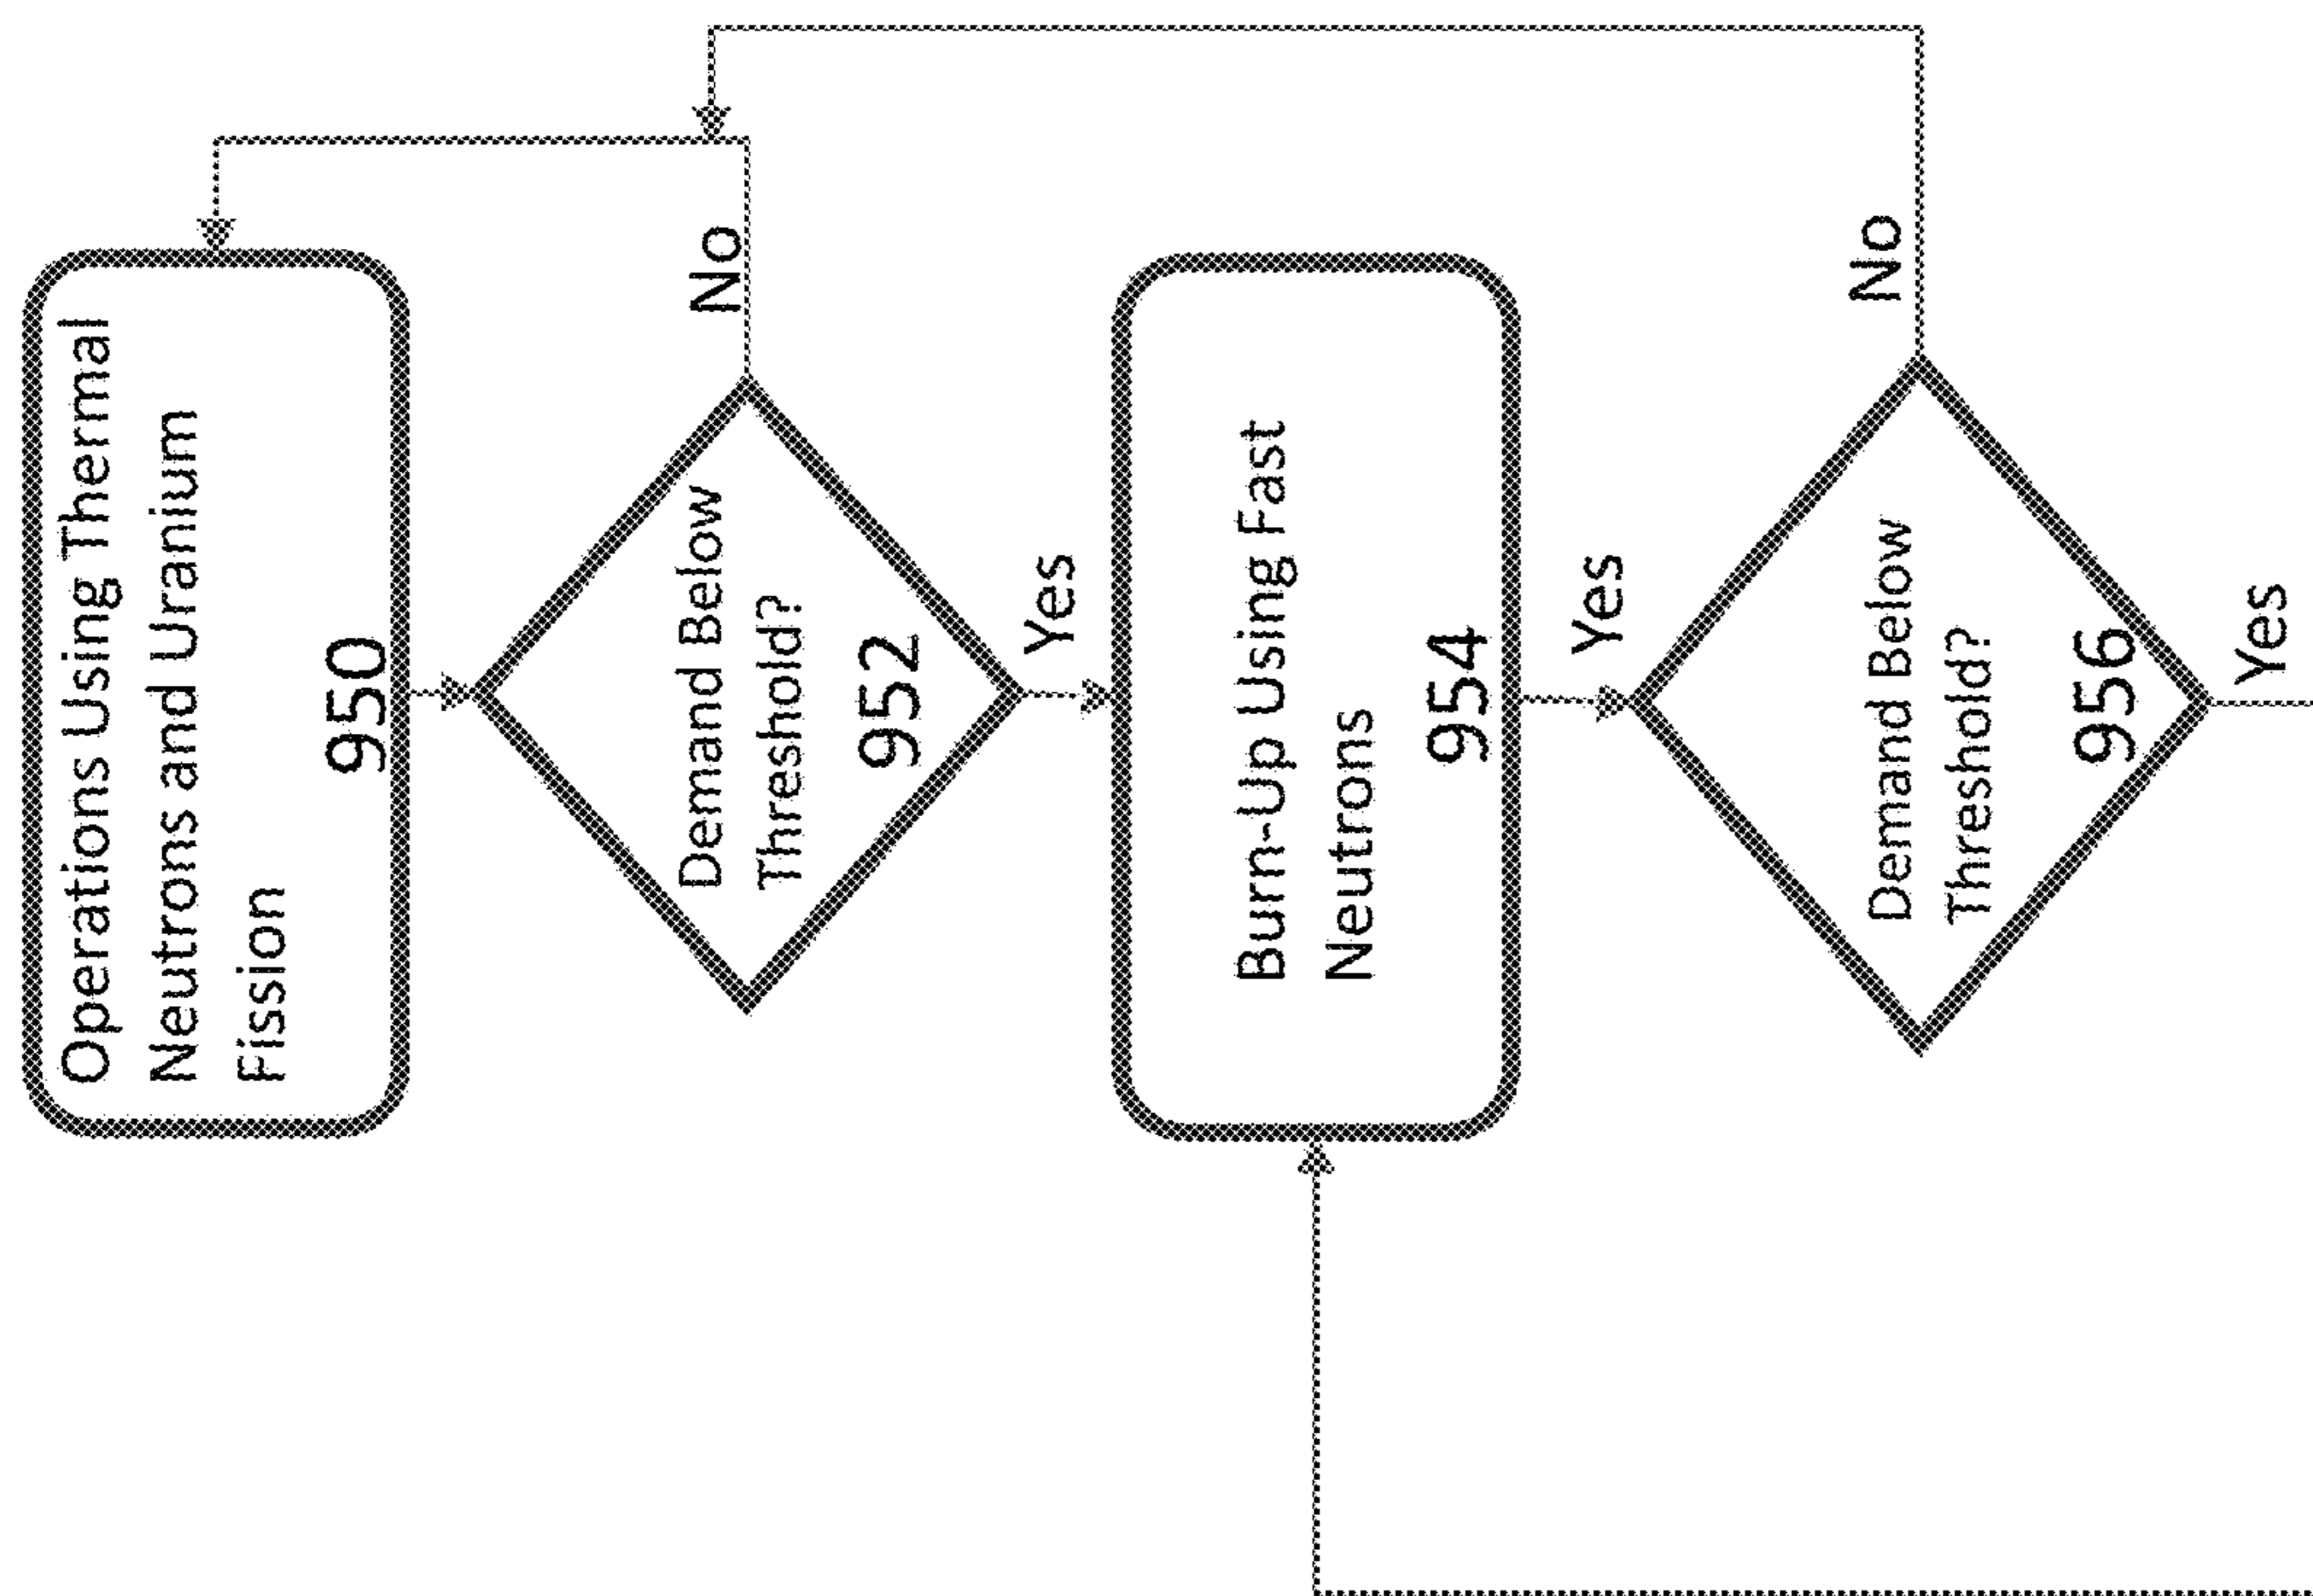 Operations Using Thermal
Neutrons and Uranium
Fission
950
No
Demand Below
Threshold?
952
Yes
Burn-Up Using Fast
Neutrons
954
Yes
No
Demand Below
Threshold?
956
Yes